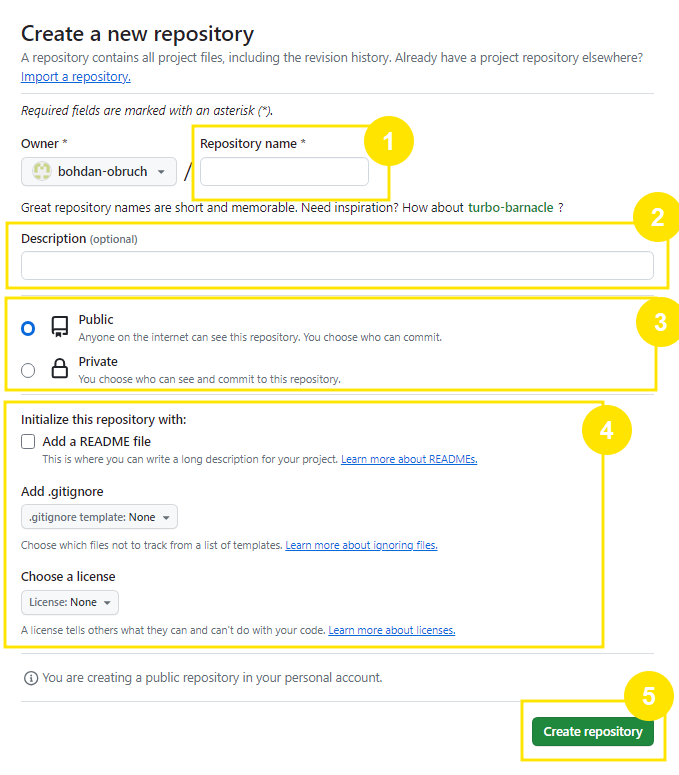 Create a new repository
A repository contains all project files, including the revision history. Already have a project repository elsewhere?
Import a repository.
Required fields are marked with an asterisk (*).
Owner *
Repository name *
1
bohdan-obruch
/
Great repository names are short and memorable. Need inspiration? How about turbo-barnacle ?
2
Description (optional)
3
Public
Anyone on the internet can see this repository. You choose who can commit.
Private
You choose who can see and commit to this repository.
4
Initialize this repository with:
Add a README file
This is where you can write a long description for your project. Learn more about READMEs.
Add .gitignore
.gitignore template: None
Choose which files not to track from a list of templates. Learn more about ignoring files.
Choose a license
License: None
A license tells others what they can and can't do with your code. Learn more about licenses.
You are creating a public repository in your personal account.
5
Create repository